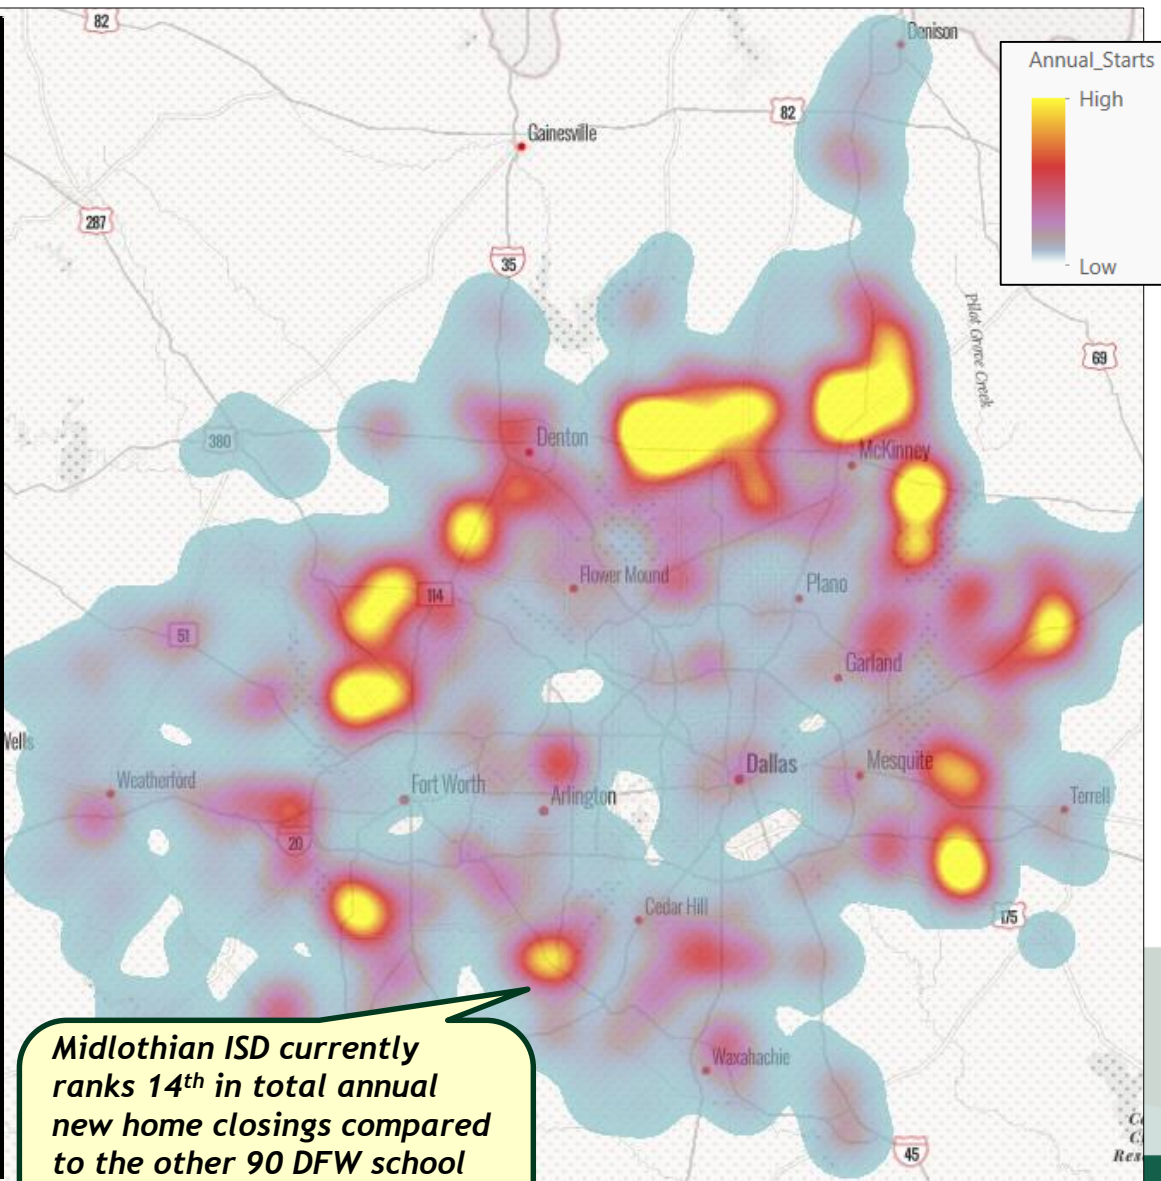 82
Denison
Annual_Starts
High
Low
82
Gainesville
287
35
Pilot Grove Creek
69
380
Denton
McKinney
Flower Mound
Plano
114
51
Garland
Wells
Dallas
Mesquite
Weatherford
Fort Worth
Arlington
Terrell
20
Cedar Hill
175
Midlothian ISD currently
ranks 14th in total annual
new home closings compared
to the other 90 DFW school
Waxahachie
45